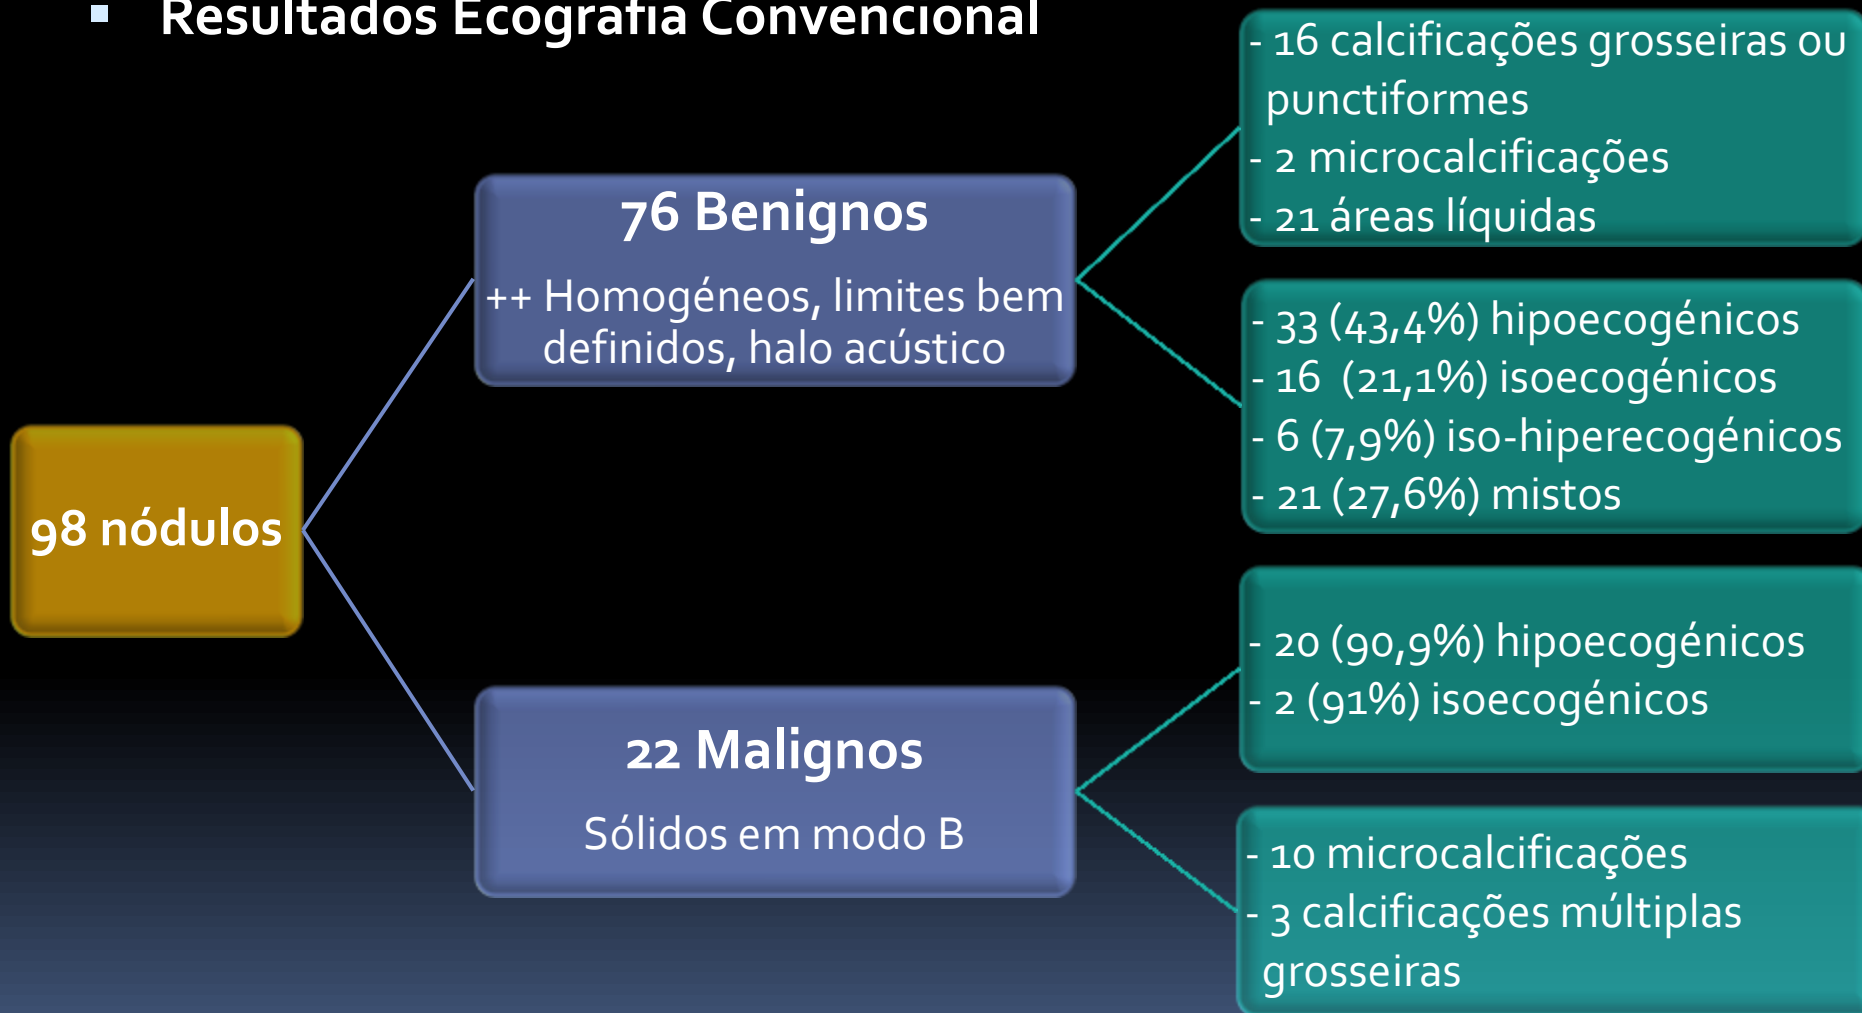 ▪ Resultados Ecografia Convencional
98 nódulos
76 Benignos
++ Homogéneos, limites bem
definidos, halo acústico
- 16 calcificações grosseiras ou
punctiformes
- 2 microcalcificações
- 21 áreas líquidas
- 33 (43,4%) hipoecogénicos
- 16 (21,1%) isoecogénicos
- 6 (7,9%) iso-hiperecogénicos
- 21 (27,6%) mistos
22 Malignos
Sólidos em modo B
- 20 (90,9%) hipoecogénicos
- 2 (91%) isoecogénicos
- 10 microcalcificações
- 3 calcificações múltiplas
grosseiras